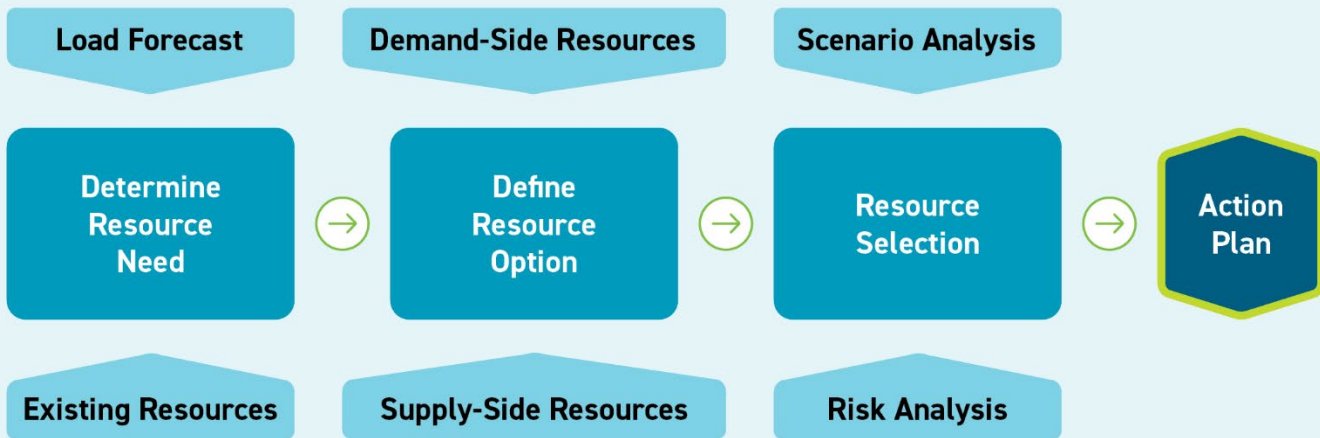 Load Forecast
Demand-Side Resources
Scenario Analysis
Determine
Resource
Need
Define
Resource
Option
Resource
Selection
Action
Plan
Existing Resources
Supply-Side Resources
Risk Analysis